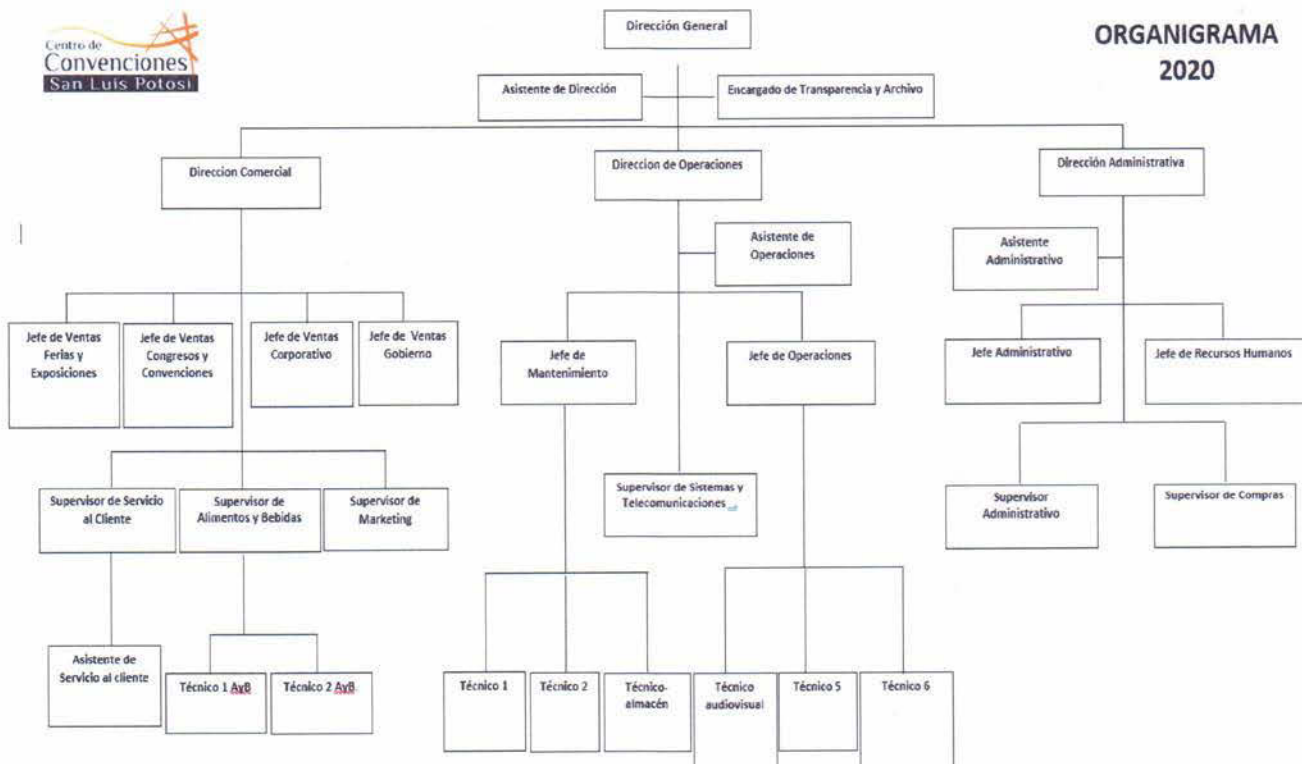 Centro de
Convenciones
San Luis Potosí
ORGANIGRAMA
2020
Dirección General
Asistente de Dirección
Encargado de Transparencia y Archivo
Direccion Comercial
Direccion de Operaciones
Dirección Administrativa
Asistente de
Operaciones
Asistente
Administrativo
Jefe de Ventas
Ferias y
Exposiciones
Jefe de Ventas
Congresos y
Convenciones
Jefe de Ventas
Corporativo
Jefe de Ventas
Gobierno
Jefe de
Mantenimiento
Jefe de Operaciones
Jefe Administrativo
Jefe de Recursos Humanos
Supervisor de Servicio
al Cliente
Supervisor de
Alimentos y Bebidas
Supervisor de
Marketing
Supervisor de Sistemas y
Telecomunicaciones
Supervisor
Administrativo
Supervisor de Compras
Asistente de
Servicio al cliente
Técnico 1 AyB
Técnico 2 AyB
Técnico 1
Técnico 2
Técnico-
almacén
Técnico
audiovisual
Técnico 5
Técnico 6